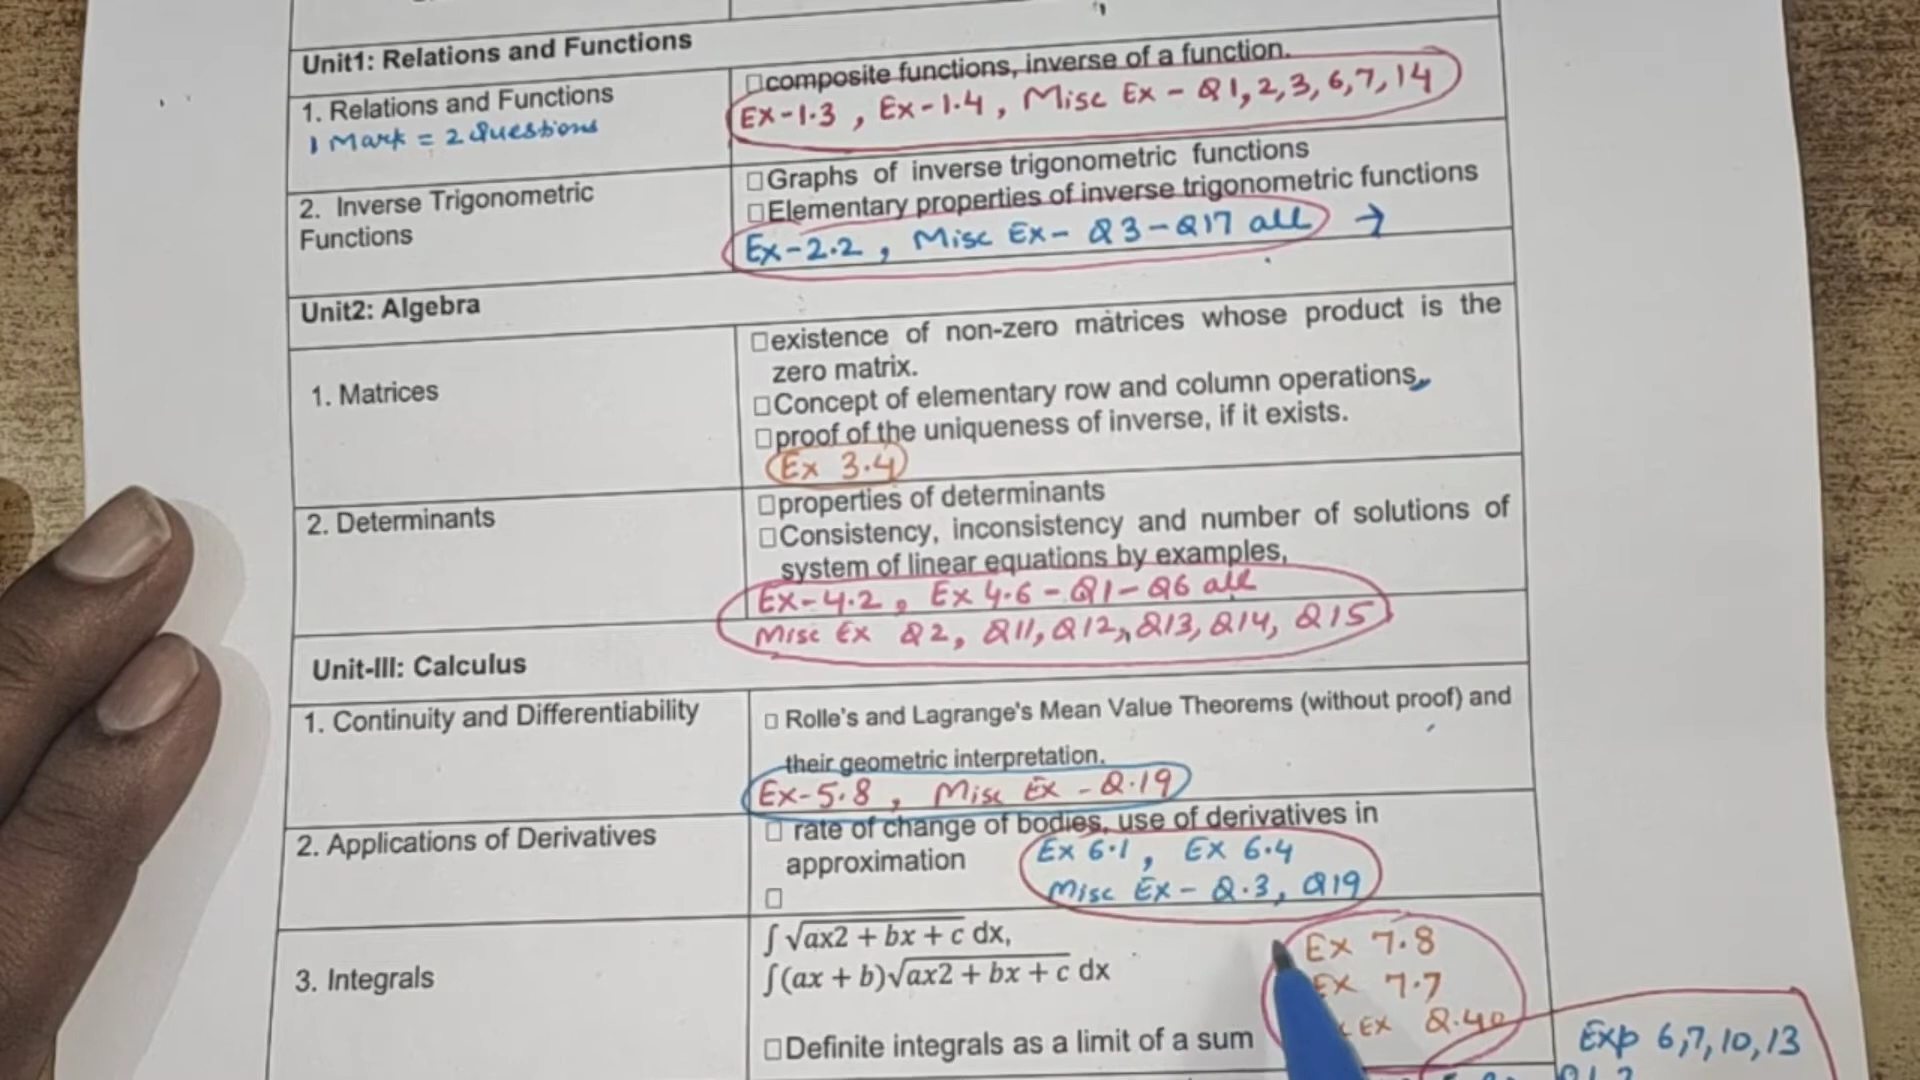 Unit1: Relations and Functions
1. Relations and Functions
1 Mark = 2 Questions
□composite functions, inverse of a function.
Ex-1.3 , Ex-1.4 , Misc Ex - Q1,2,3,6,7,14
2. Inverse Trigonometric
Functions
□Graphs of inverse trigonometric functions
□Elementary properties of inverse trigonometric functions
Ex-2.2 , Misc Ex- Q3-Q17 all →
Unit2: Algebra
1. Matrices
□existence of non-zero matrices whose product is the
zero matrix.
□Concept of elementary row and column operations,
□proof of the uniqueness of inverse, if it exists.
Ex 3.4
2. Determinants
□properties of determinants
□Consistency, inconsistency and number of solutions of
system of linear equations by examples,
Ex-4.2 , Ex 4.6 - Q1-Q6 all
Misc Ex Q2, Q11, Q12, Q13, Q14, Q15
Unit-III: Calculus
1. Continuity and Differentiability
□ Rolle's and Lagrange's Mean Value Theorems (without proof) and
their geometric interpretation.
Ex-5.8 , Misc Ex - Q.19
2. Applications of Derivatives
□ rate of change of bodies, use of derivatives in
approximation
□
Ex 6.1 , Ex 6.4
Misc Ex - Q.3, Q19
3. Integrals
∫ √ax2 + bx + c dx,
∫(ax + b)√ax2 + bx + c dx
□Definite integrals as a limit of a sum
Ex 7.8
Ex 7.7
Ex Q.40
Exp 6,7,10,13